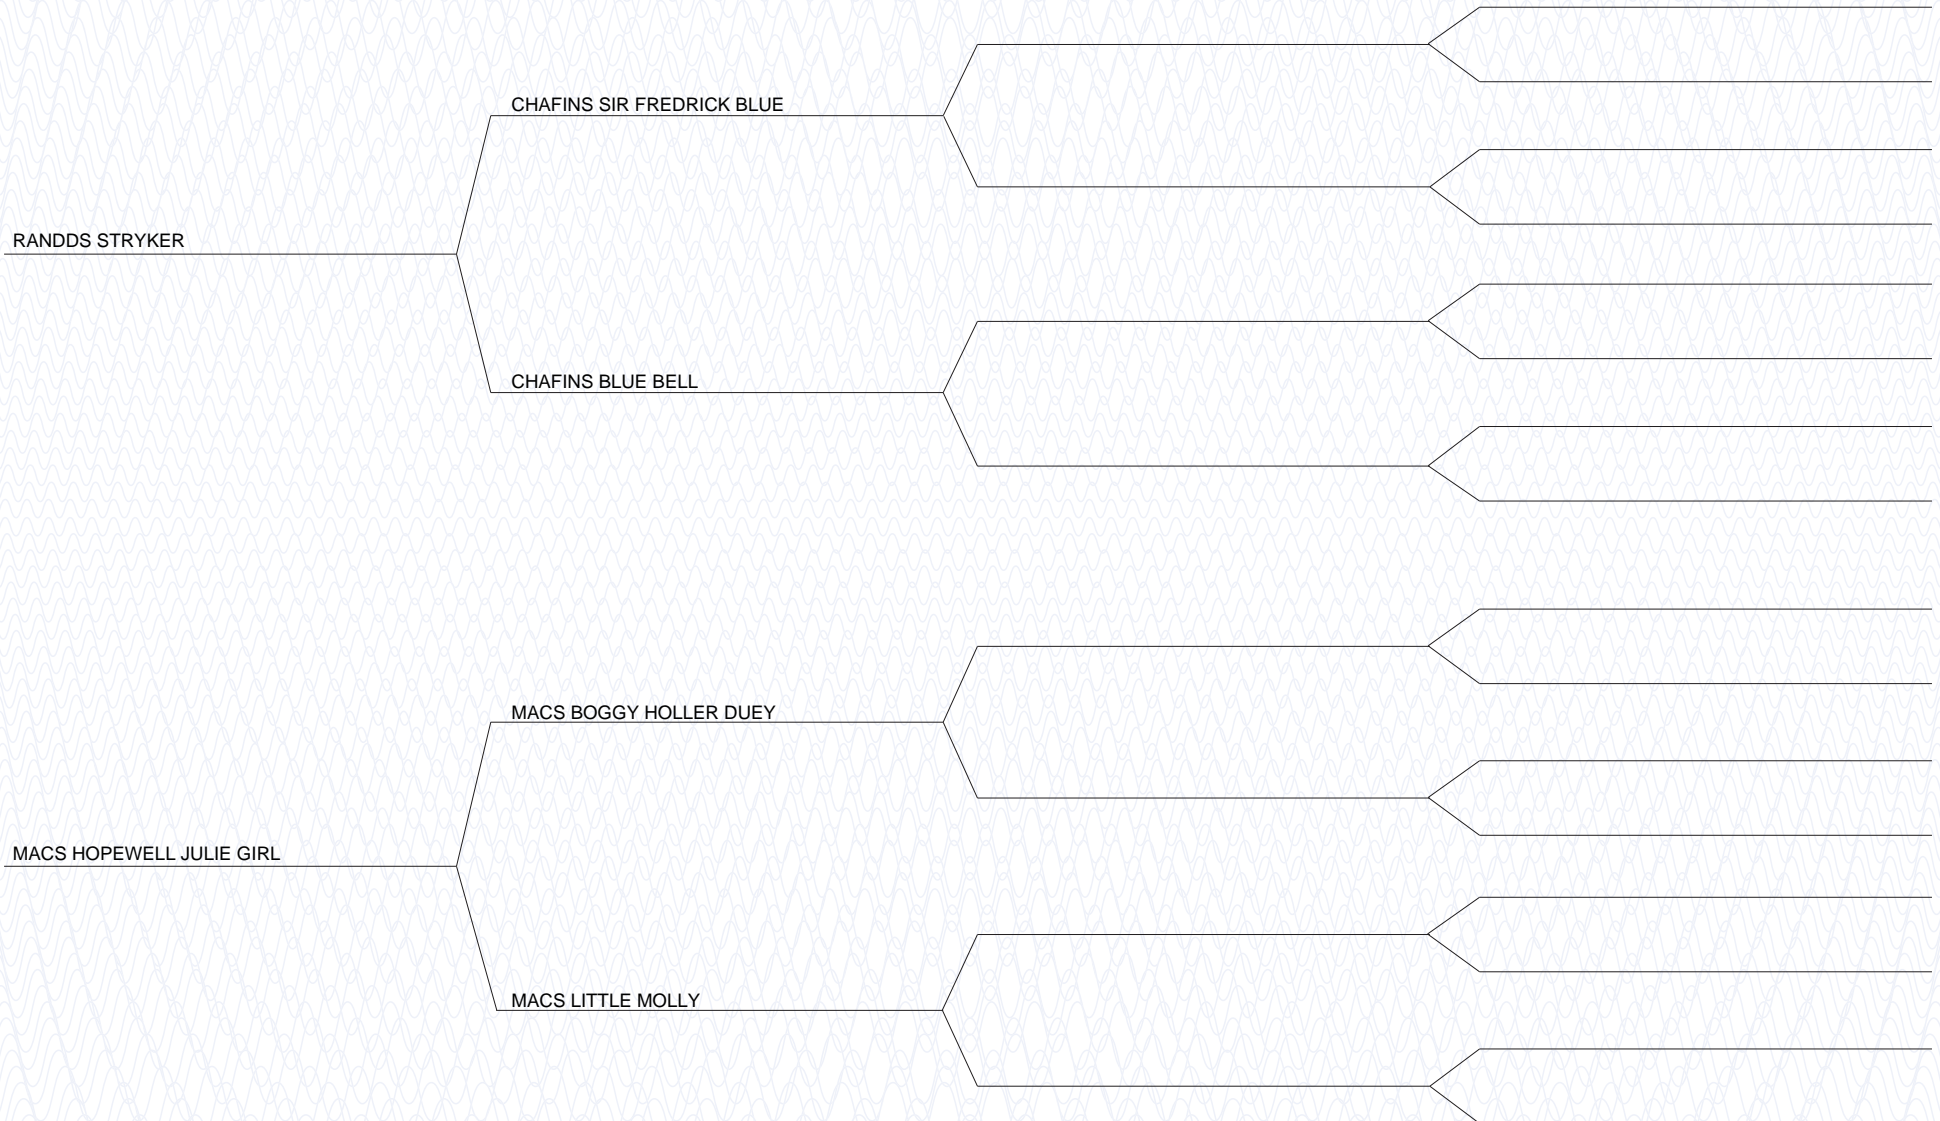 CHAFINS SIR FREDRICK BLUE
RANDDS STRYKER
CHAFINS BLUE BELL
MACS BOGGY HOLLER DUEY
MACS HOPEWELL JULIE GIRL
MACS LITTLE MOLLY